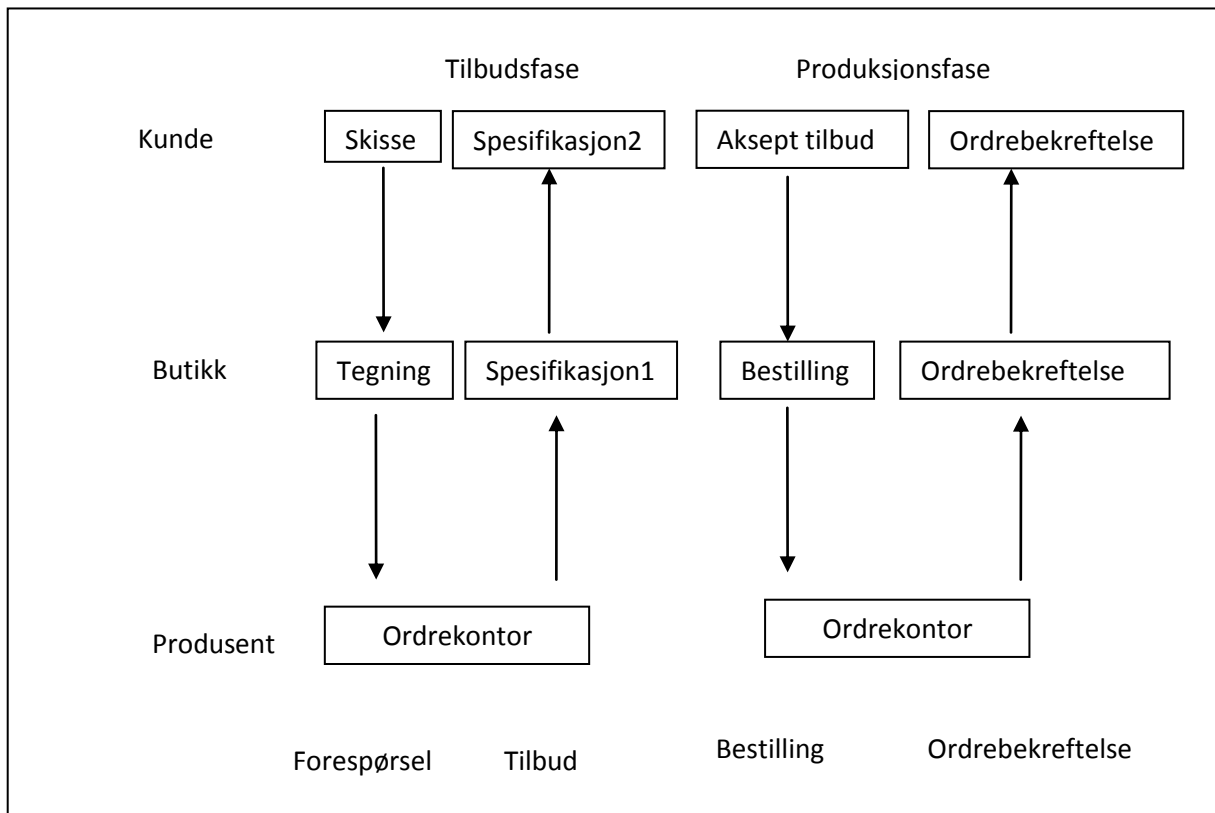 Tilbudsfase Produksjonsfase
Kunde Skisse Spesifikasjon2 Aksept tilbud Ordrebekreftelse
Butikk Tegning Spesifikasjon1 Bestilling Ordrebekreftelse
Produsent Ordrekontor Ordrekontor
Forespørsel Tilbud Bestilling Ordrebekreftelse